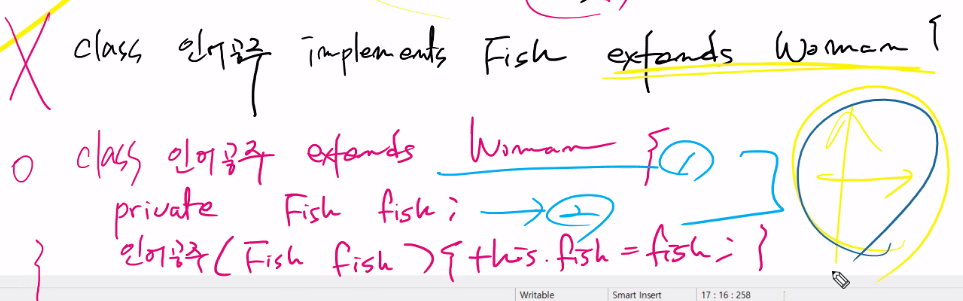 X class 인어공주 implements Fish extends Woman {
O class 인어공주 extends Woman { ①
private Fish fish; → ②
인어공주(Fish fish){ this.fish = fish; }
}
Writable Smart Insert 17 : 16 : 258